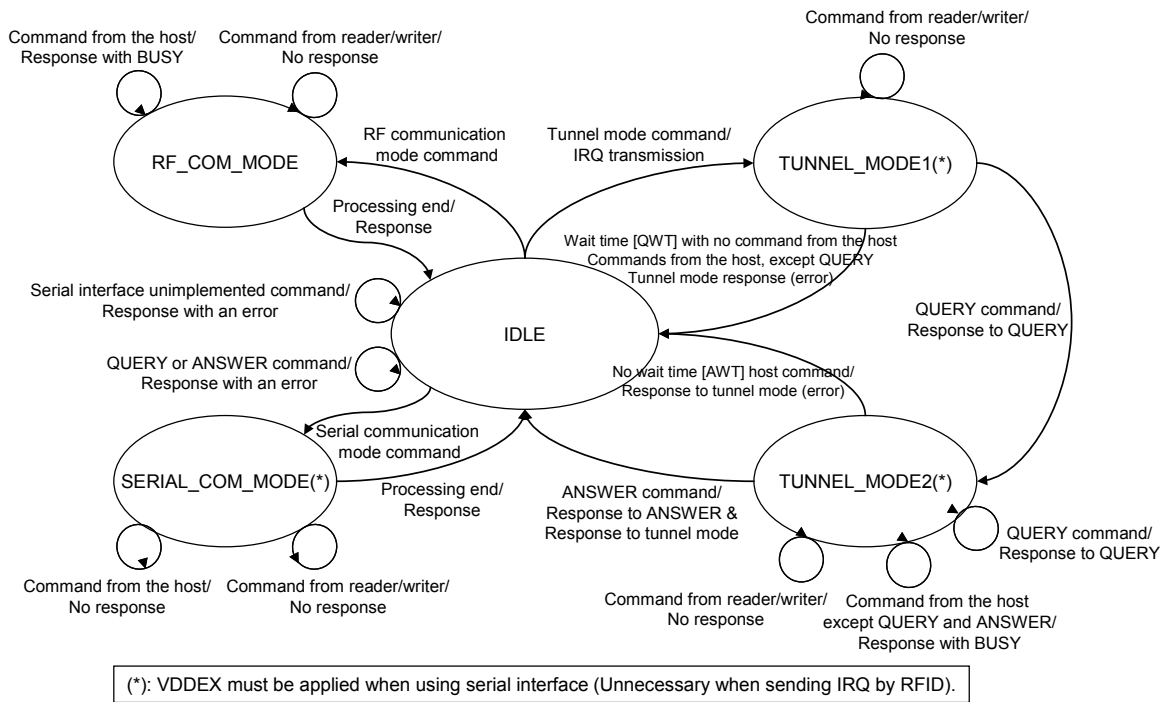 Command from the host/
Response with BUSY
Command from reader/writer/
No response
Command from reader/writer/
No response
RF_COM_MODE
RF communication
mode command
Tunnel mode command/
IRQ transmission
TUNNEL_MODE1(*)
Processing end/
Response
Wait time [QWT] with no command from the host
Commands from the host, except QUERY
Tunnel mode response (error)
Serial interface unimplemented command/
Response with an error
IDLE
QUERY command/
Response to QUERY
QUERY or ANSWER command/
Response with an error
No wait time [AWT] host command/
Response to tunnel mode (error)
Serial communication
mode command
SERIAL_COM_MODE(*)
Processing end/
Response
ANSWER command/
Response to ANSWER &
Response to tunnel mode
TUNNEL_MODE2(*)
QUERY command/
Response to QUERY
Command from the host/
No response
Command from reader/writer/
No response
Command from reader/writer/
No response
Command from the host
except QUERY and ANSWER/
Response with BUSY
(*): VDDEX must be applied when using serial interface (Unnecessary when sending IRQ by RFID).